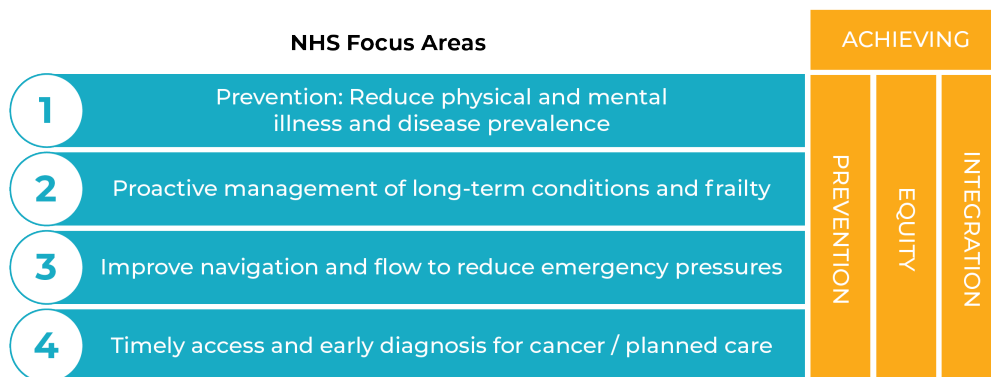 NHS Focus Areas
ACHIEVING
1
Prevention: Reduce physical and mental
illness and disease prevalence
2
Proactive management of long-term conditions and frailty
3
Improve navigation and flow to reduce emergency pressures
4
Timely access and early diagnosis for cancer / planned care
PREVENTION
EQUITY
INTEGRATION